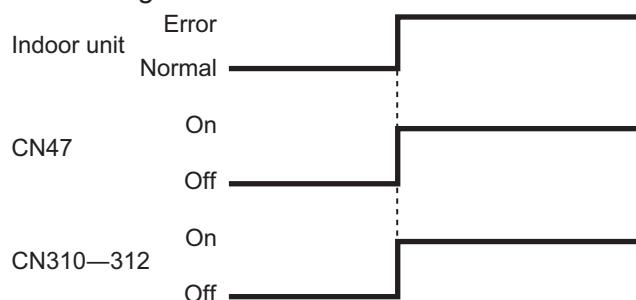 Error
Indoor unit
Normal
On
CN47
Off
On
CN310—312
Off